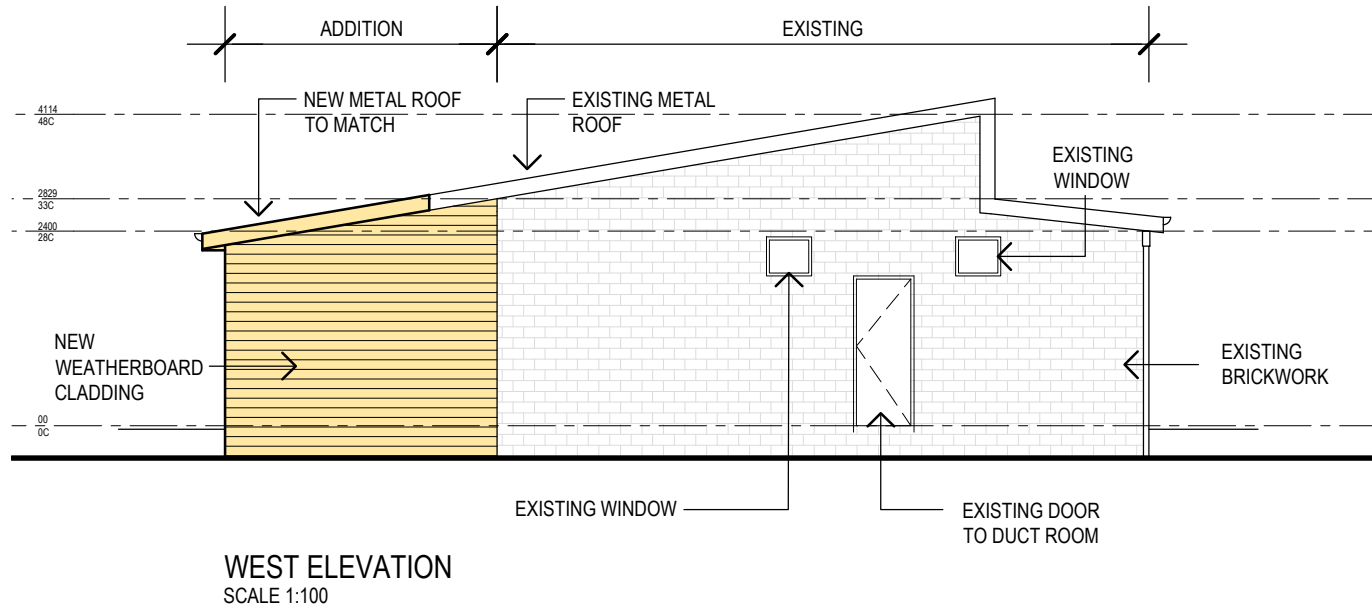 ADDITION
EXISTING
NEW METAL ROOF
TO MATCH
EXISTING METAL
ROOF
4114
48C
EXISTING
WINDOW
2829
33C
2400
28C
NEW
WEATHERBOARD
CLADDING
EXISTING
BRICKWORK
00
0C
EXISTING WINDOW
EXISTING DOOR
TO DUCT ROOM
WEST ELEVATION
SCALE 1:100